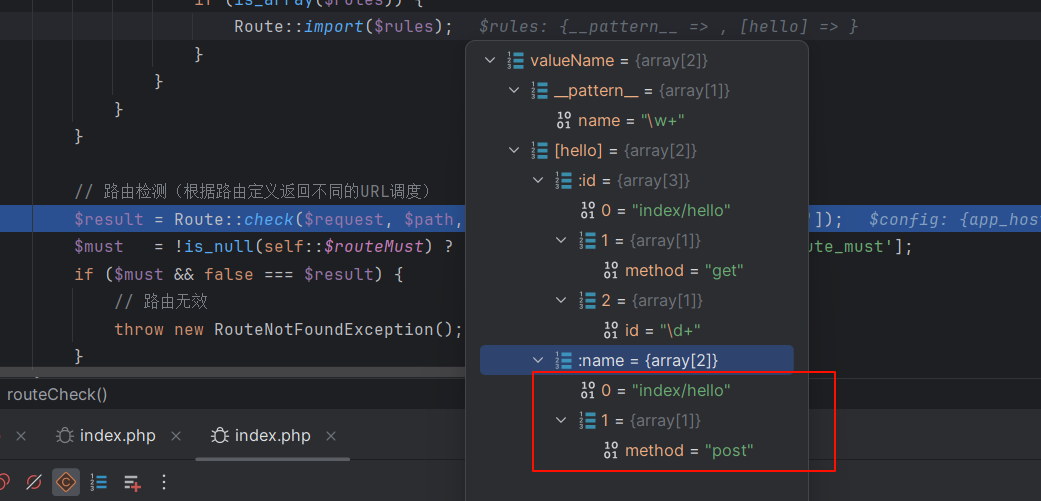 if (is_array($rules)) {
Route::import($rules);   $rules: {__pattern__ => , [hello] => }
}
}
}
}
// 路由检测（根据路由定义返回不同的URL调度）
$result = Route::check($request, $path,
']);   $config: {app_hos
$must   = !is_null(self::$routeMust) ?
ute_must'];
if ($must && false === $result) {
// 路由无效
throw new RouteNotFoundException();
}
valueName = {array[2]}
__pattern__ = {array[1]}
name = "\w+"
[hello] = {array[2]}
:id = {array[3]}
0 = "index/hello"
1 = {array[1]}
method = "get"
2 = {array[1]}
id = "\d+"
:name = {array[2]}
0 = "index/hello"
1 = {array[1]}
method = "post"
routeCheck()
index.php
index.php